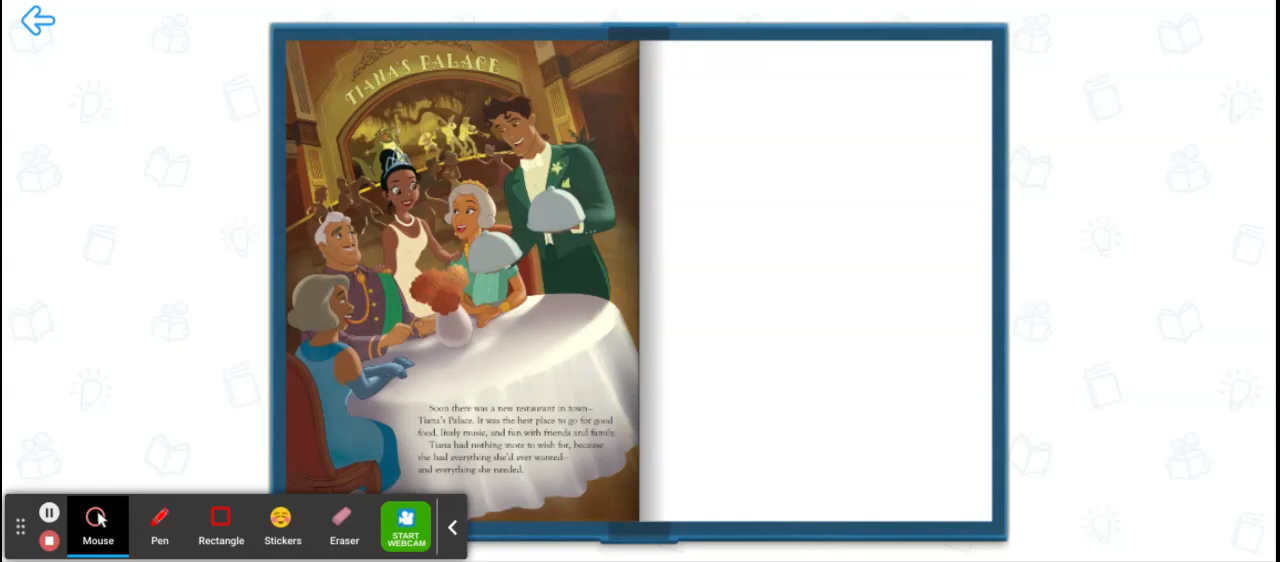 TIANA'S PALACE
Soon there was a new restaurant in town—
Tiana's Palace. It was the best place to go for good
food, lively music, and fun with friends and family.
Tiana had nothing more to wish for, because
she had everything she'd ever wanted—
and everything she needed.
Mouse
Pen
Rectangle
Stickers
Eraser
START
WEBCAM